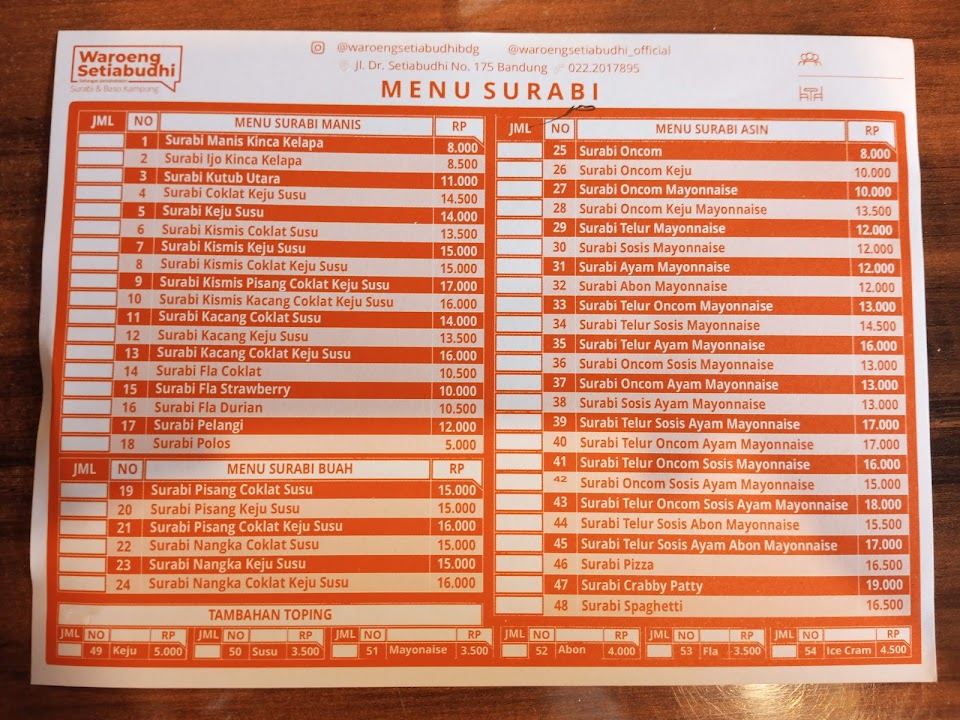 Waroeng
Setiabudhi
Surabi & Baso Kampung
@waroengsetiabudhibdg @waroengsetiabudhi_official
Jl. Dr. Setiabudhi No. 175 Bandung 022.2017895
MENU SURABI
JML NO MENU SURABI MANIS RP
1 Surabi Manis Kinca Kelapa 8.000
2 Surabi Ijo Kinca Kelapa 8.500
3 Surabi Kutub Utara 11.000
4 Surabi Coklat Keju Susu 14.500
5 Surabi Keju Susu 14.000
6 Surabi Kismis Coklat Susu 13.500
7 Surabi Kismis Keju Susu 15.000
8 Surabi Kismis Coklat Keju Susu 15.000
9 Surabi Kismis Pisang Coklat Keju Susu 17.000
10 Surabi Kismis Kacang Coklat Keju Susu 16.000
11 Surabi Kacang Coklat Susu 14.000
12 Surabi Kacang Keju Susu 13.500
13 Surabi Kacang Coklat Keju Susu 16.000
14 Surabi Fla Coklat 10.500
15 Surabi Fla Strawberry 10.000
16 Surabi Fla Durian 10.500
17 Surabi Pelangi 12.000
18 Surabi Polos 5.000
JML NO MENU SURABI BUAH RP
19 Surabi Pisang Coklat Susu 15.000
20 Surabi Pisang Keju Susu 15.000
21 Surabi Pisang Coklat Keju Susu 16.000
22 Surabi Nangka Coklat Susu 15.000
23 Surabi Nangka Keju Susu 15.000
24 Surabi Nangka Coklat Keju Susu 16.000
JML NO MENU SURABI ASIN RP
25 Surabi Oncom 8.000
26 Surabi Oncom Keju 10.000
27 Surabi Oncom Mayonnaise 10.000
28 Surabi Oncom Keju Mayonnaise 13.500
29 Surabi Telur Mayonnaise 12.000
30 Surabi Sosis Mayonnaise 12.000
31 Surabi Ayam Mayonnaise 12.000
32 Surabi Abon Mayonnaise 12.000
33 Surabi Telur Oncom Mayonnaise 13.000
34 Surabi Telur Sosis Mayonnaise 14.500
35 Surabi Telur Ayam Mayonnaise 16.000
36 Surabi Oncom Sosis Mayonnaise 13.000
37 Surabi Oncom Ayam Mayonnaise 13.000
38 Surabi Sosis Ayam Mayonnaise 13.000
39 Surabi Telur Sosis Ayam Mayonnaise 17.000
40 Surabi Telur Oncom Ayam Mayonnaise 17.000
41 Surabi Telur Oncom Sosis Mayonnaise 16.000
42 Surabi Oncom Sosis Ayam Mayonnaise 15.000
43 Surabi Telur Oncom Sosis Ayam Mayonnaise 18.000
44 Surabi Telur Sosis Abon Mayonnaise 15.500
45 Surabi Telur Sosis Ayam Abon Mayonnaise 17.000
46 Surabi Pizza 16.500
47 Surabi Crabby Patty 19.000
48 Surabi Spaghetti 16.500
TAMBAHAN TOPING
JML NO RP JML NO RP JML NO RP JML NO RP JML NO RP JML NO RP
49 Keju 5.000 50 Susu 3.500 51 Mayonaise 3.500 52 Abon 4.000 53 Fla 3.500 54 Ice Cram 4.500